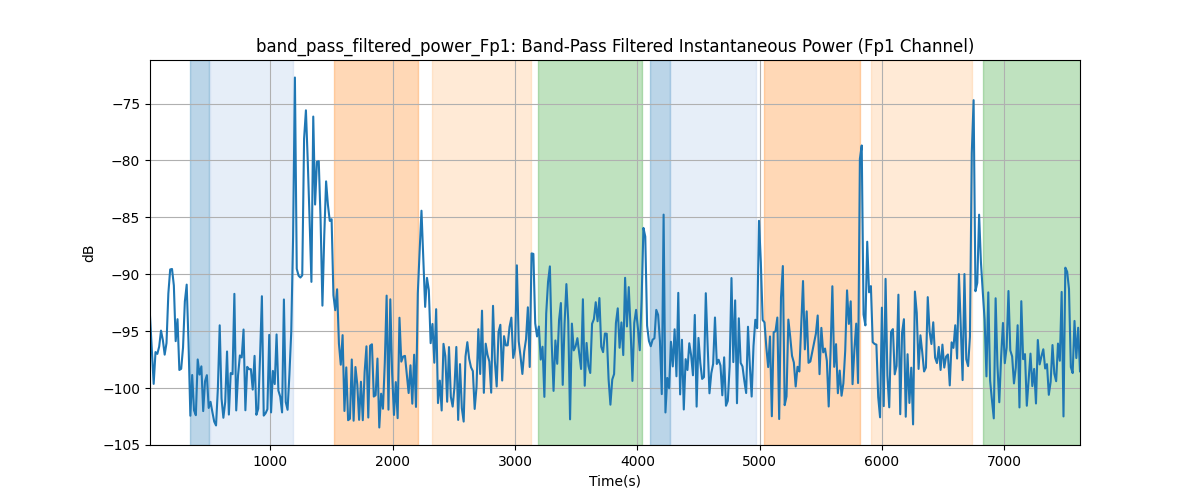 band_pass_filtered_power_Fp1: Band-Pass Filtered Instantaneous Power (Fp1 Channel)
−75
−80
−85
−90
−95
−100
−105
dB
1000 2000 3000 4000 5000 6000 7000
Time(s)